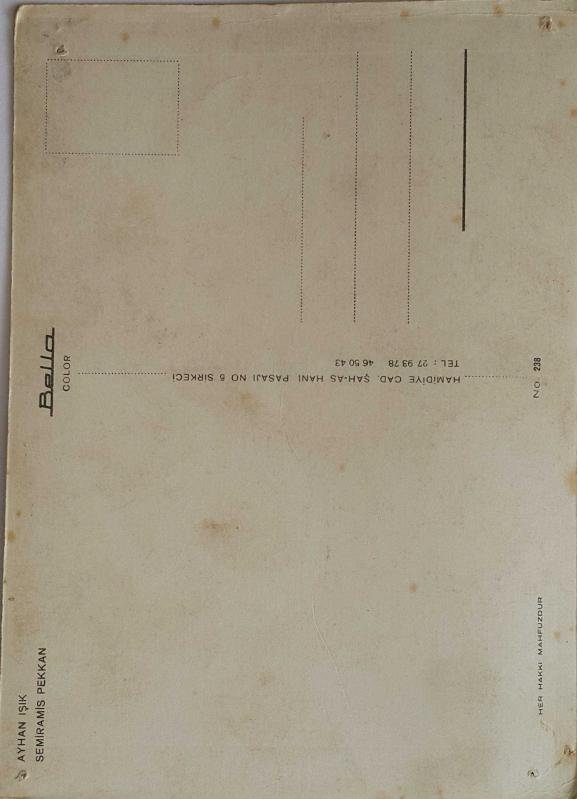 AYHAN IŞIK
SEMİRAMİS PEKKAN
Bella
COLOR
HAMİDİYE CAD. ŞAH-AS HANI PASAJI NO 5 SİRKECİ
TEL : 27 93 78 46 50 43
No. 238
HER HAKKI MAHFUZDUR